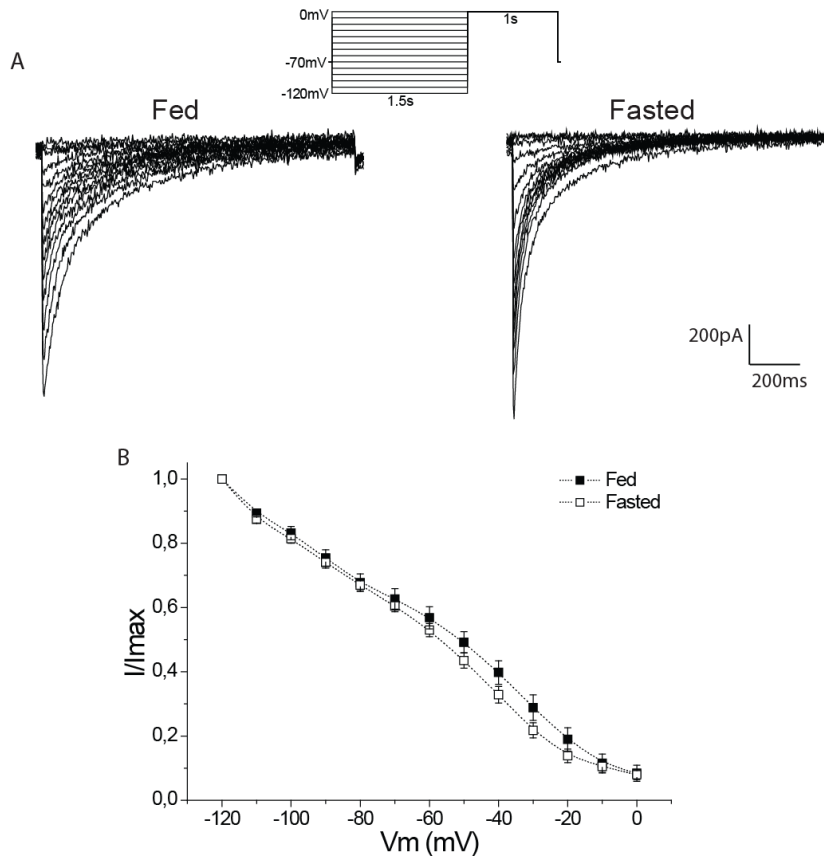 A
0mV
-70mV
-120mV
1s
1.5s
Fed
Fasted
200pA
200ms
B
Fed
Fasted
1,0
0,8
0,6
0,4
0,2
0,0
I/Imax
-120 -100 -80 -60 -40 -20 0
Vm (mV)